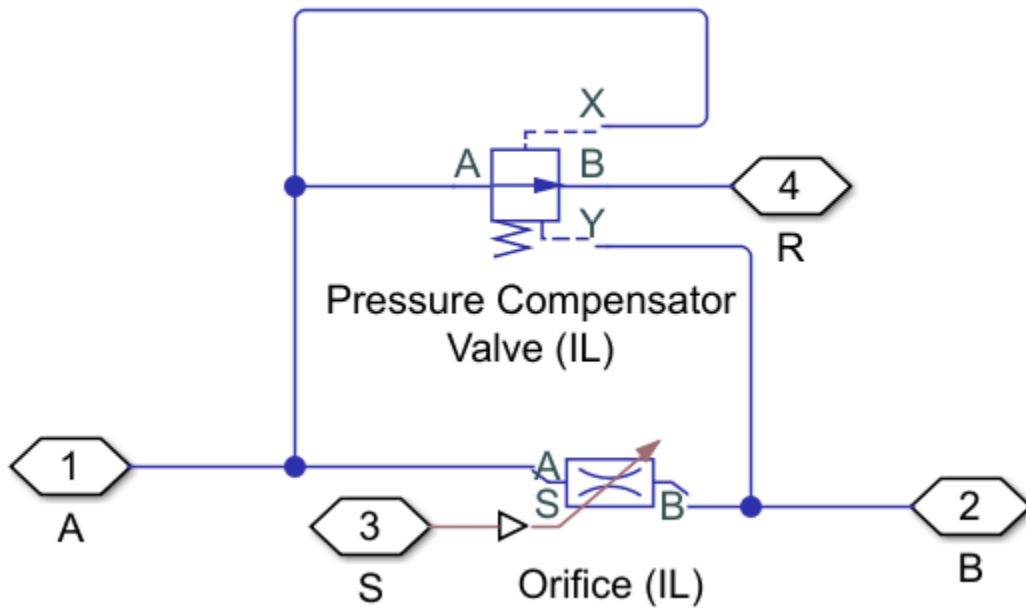 X
A
B
4
R
Y
Pressure Compensator
Valve (IL)
1
A
A
S
B
3
S
2
B
Orifice (IL)